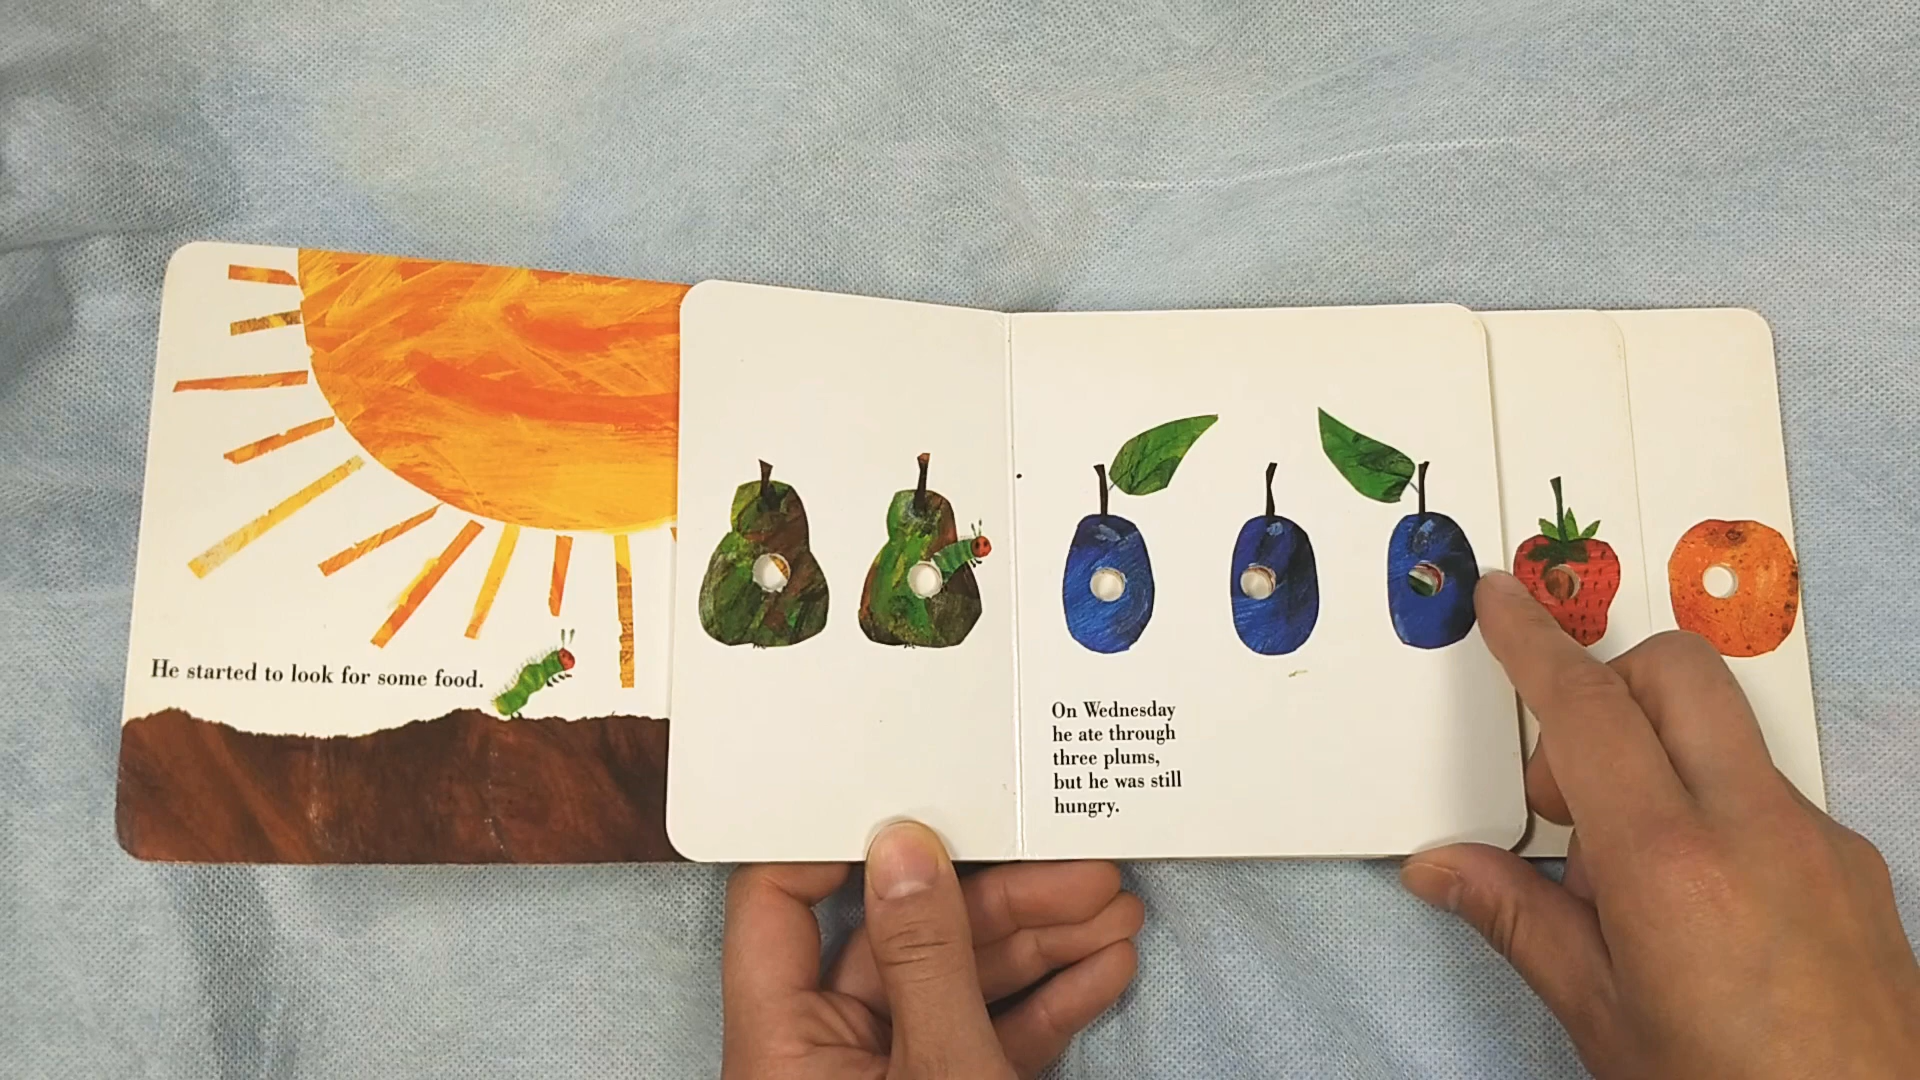 He started to look for some food.
On Wednesday
he ate through
three plums,
but he was still
hungry.